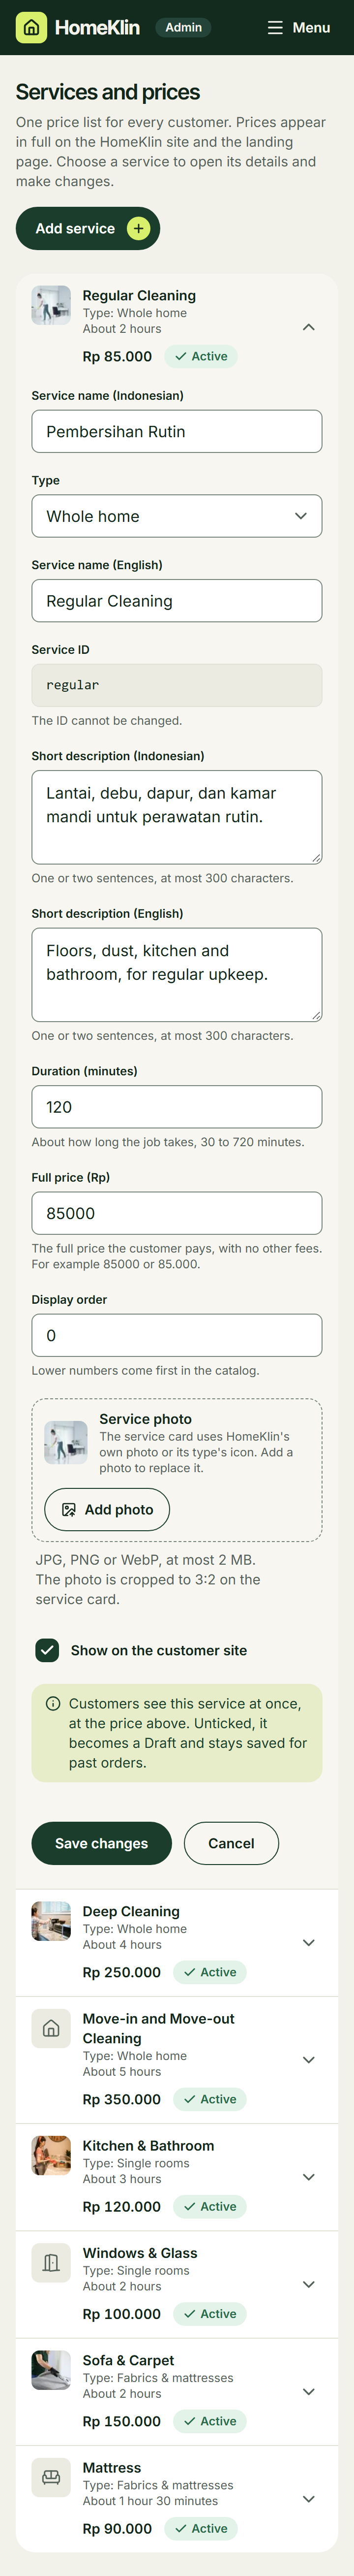 HomeKlin
Admin
Menu
Services and prices
One price list for every customer. Prices appear
in full on the HomeKlin site and the landing
page. Choose a service to open its details and
make changes.
Add service
Regular Cleaning
Type: Whole home
About 2 hours
Rp 85.000
Active
Service name (Indonesian)
Pembersihan Rutin
Type
Whole home
Service name (English)
Regular Cleaning
Service ID
regular
The ID cannot be changed.
Short description (Indonesian)
Lantai, debu, dapur, dan kamar
mandi untuk perawatan rutin.
One or two sentences, at most 300 characters.
Short description (English)
Floors, dust, kitchen and
bathroom, for regular upkeep.
One or two sentences, at most 300 characters.
Duration (minutes)
120
About how long the job takes, 30 to 720 minutes.
Full price (Rp)
85000
The full price the customer pays, with no other fees.
For example 85000 or 85.000.
Display order
0
Lower numbers come first in the catalog.
Service photo
The service card uses HomeKlin's
own photo or its type's icon. Add a
photo to replace it.
Add photo
JPG, PNG or WebP, at most 2 MB.
The photo is cropped to 3:2 on the
service card.
Show on the customer site
Customers see this service at once,
at the price above. Unticked, it
becomes a Draft and stays saved for
past orders.
Save changes
Cancel
Deep Cleaning
Type: Whole home
About 4 hours
Rp 250.000
Active
Move-in and Move-out
Cleaning
Type: Whole home
About 5 hours
Rp 350.000
Active
Kitchen & Bathroom
Type: Single rooms
About 3 hours
Rp 120.000
Active
Windows & Glass
Type: Single rooms
About 2 hours
Rp 100.000
Active
Sofa & Carpet
Type: Fabrics & mattresses
About 2 hours
Rp 150.000
Active
Mattress
Type: Fabrics & mattresses
About 1 hour 30 minutes
Rp 90.000
Active